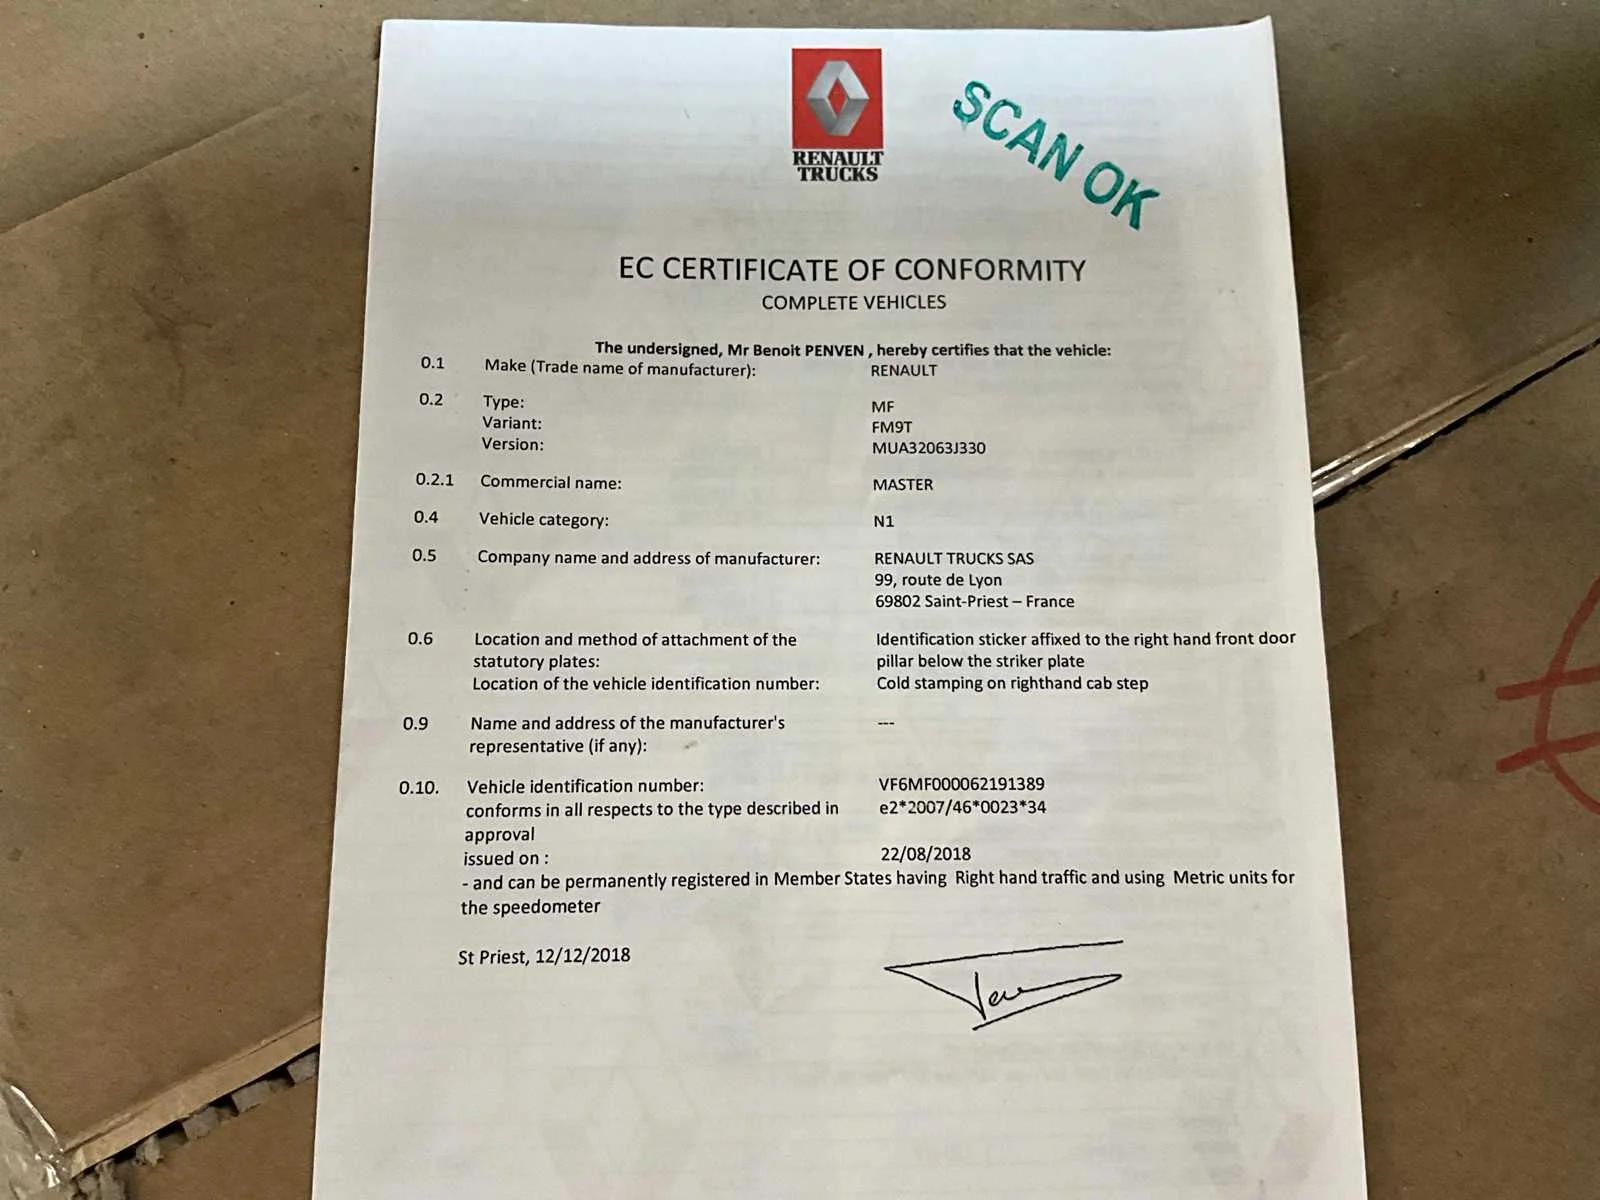 RENAULT
TRUCKS
SCAN OK
EC CERTIFICATE OF CONFORMITY
COMPLETE VEHICLES
The undersigned, Mr Benoit PENVEN , hereby certifies that the vehicle:
0.1 Make (Trade name of manufacturer): RENAULT
0.2 Type: MF
Variant: FM9T
Version: MUA32063J330
0.2.1 Commercial name: MASTER
0.4 Vehicle category: N1
0.5 Company name and address of manufacturer: RENAULT TRUCKS SAS
99, route de Lyon
69802 Saint-Priest – France
0.6 Location and method of attachment of the Identification sticker affixed to the right hand front door
statutory plates: pillar below the striker plate
Location of the vehicle identification number: Cold stamping on righthand cab step
0.9 Name and address of the manufacturer's ---
representative (if any):
0.10. Vehicle identification number: VF6MF000062191389
conforms in all respects to the type described in e2*2007/46*0023*34
approval
issued on : 22/08/2018
- and can be permanently registered in Member States having Right hand traffic and using Metric units for
the speedometer
St Priest, 12/12/2018